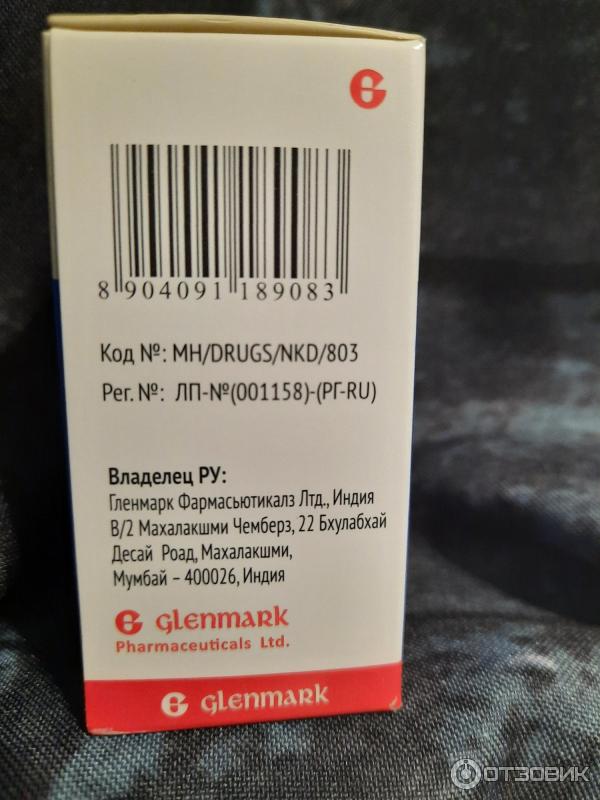 8 904091 189083
Код №: MH/DRUGS/NKD/803
Рег. №: ЛП-№(001158)-(РГ-RU)
Владелец РУ:
Гленмарк Фармасьютикалз Лтд., Индия
В/2 Махалакшми Чемберз, 22 Бхулабхай
Десай Роад, Махалакшми,
Мумбай – 400026, Индия
glenmark
Pharmaceuticals Ltd.
glenmark
ОТЗОВИК